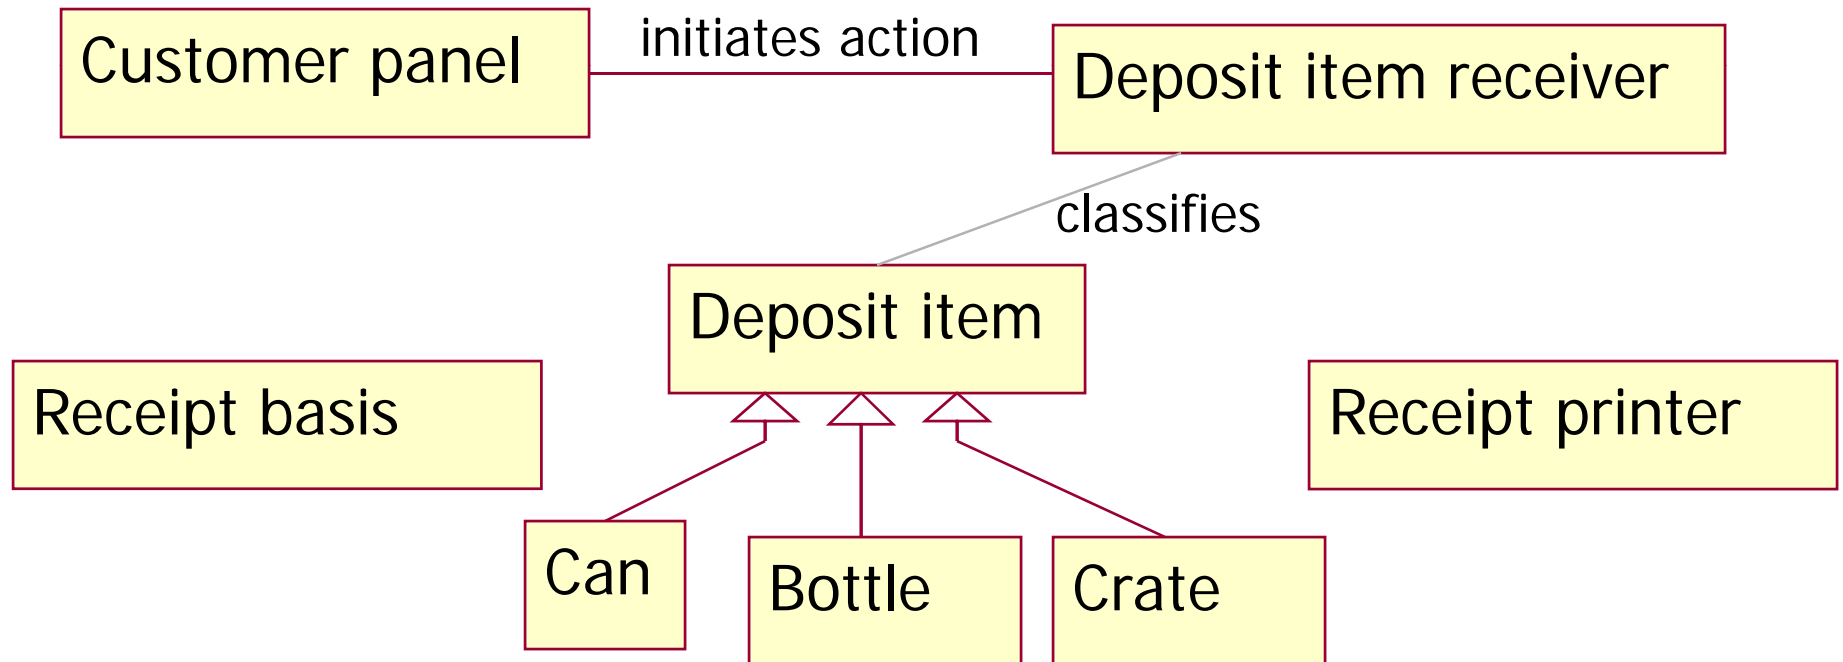 Customer panel
initiates action
Deposit item receiver
classifies
Deposit item
Receipt basis
Receipt printer
Can
Bottle
Crate